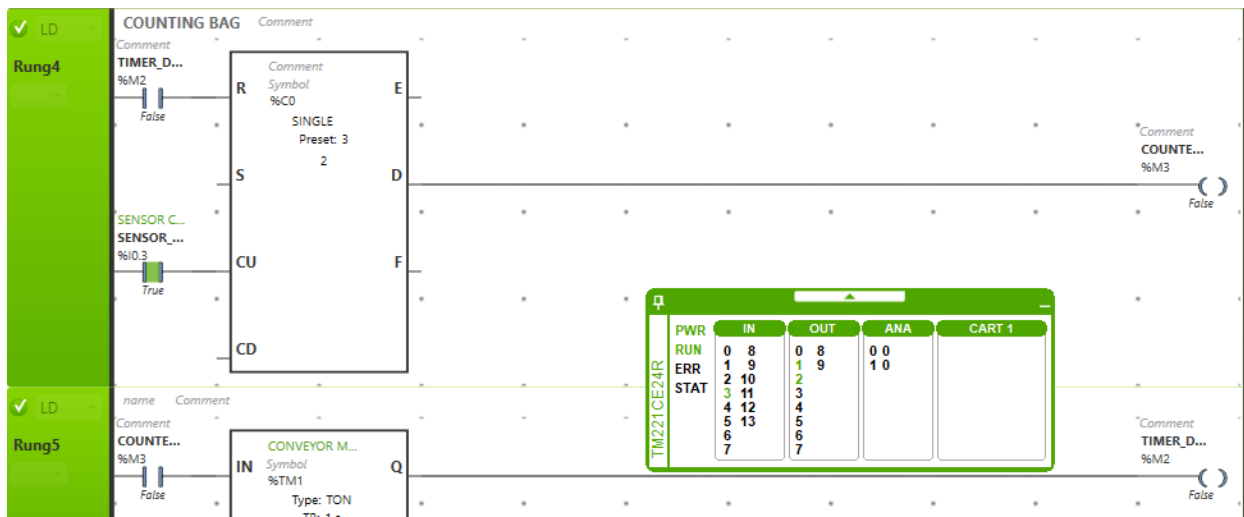 LD
COUNTING BAG Comment
Rung4
Comment
TIMER_D...
%M2
False
R
Comment
Symbol
%C0
SINGLE
Preset: 3
2
E
S
D
Comment
COUNTE...
%M3
False
SENSOR C...
SENSOR_...
%I0.3
True
CU
F
CD
TM221CE24R
PWR
RUN
ERR
STAT
IN
0 8
1 9
2 10
3 11
4 12
5 13
6
7
OUT
0 8
1 9
2
3
4
5
6
7
ANA
0 0
1 0
CART 1
LD
name Comment
Rung5
Comment
COUNTE...
%M3
False
IN
CONVEYOR M...
Symbol
%TM1
Type: TON
TB: 1 s
Q
Comment
TIMER_D...
%M2
False